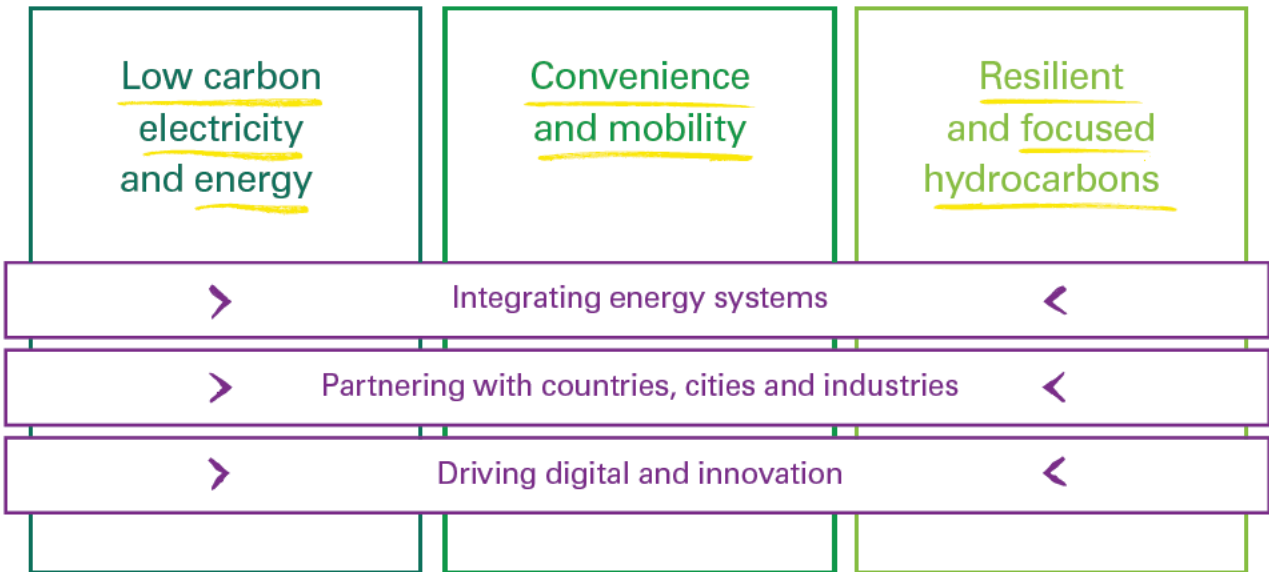 Low carbon
electricity
and energy
Convenience
and mobility
Resilient
and focused
hydrocarbons
Integrating energy systems
Partnering with countries, cities and industries
Driving digital and innovation